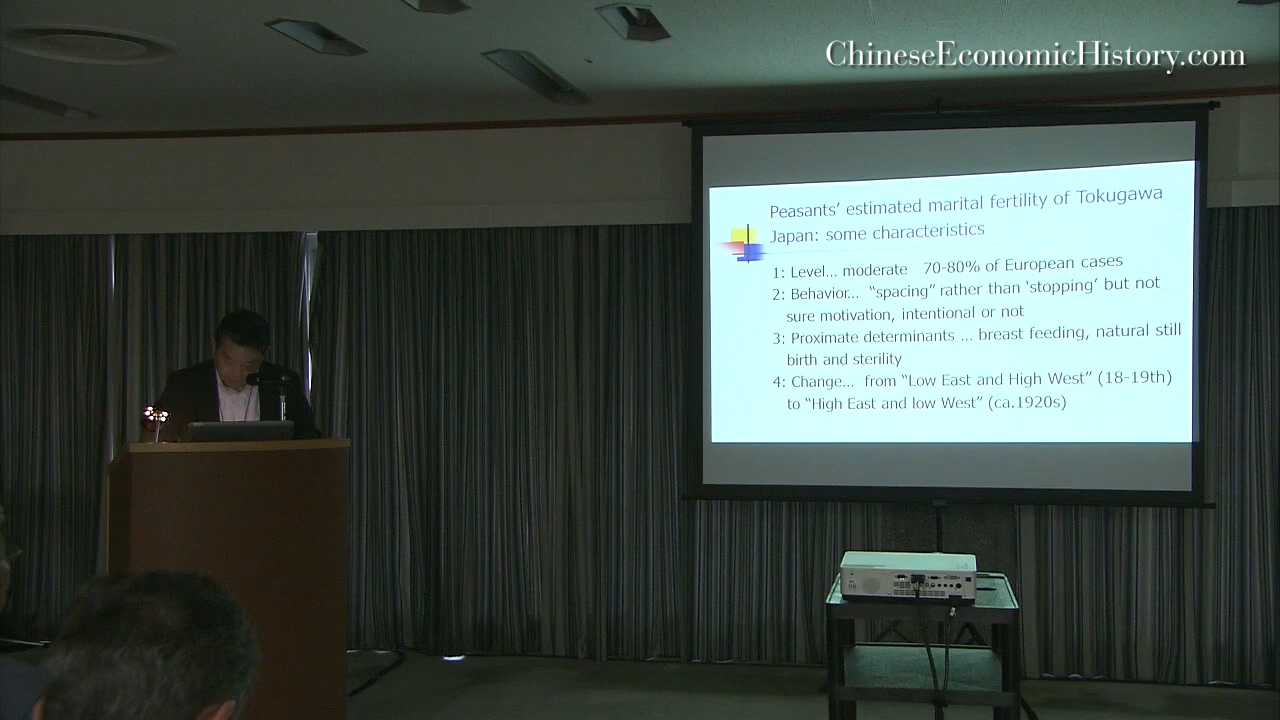 ChineseEconomicHistory.com
Peasants’ estimated marital fertility of Tokugawa
Japan: some characteristics
1: Level… moderate 70-80% of European cases
2: Behavior… “spacing” rather than ‘stopping’ but not
sure motivation, intentional or not
3: Proximate determinants … breast feeding, natural still
birth and sterility
4: Change… from “Low East and High West” (18-19th)
to “High East and low West” (ca.1920s)